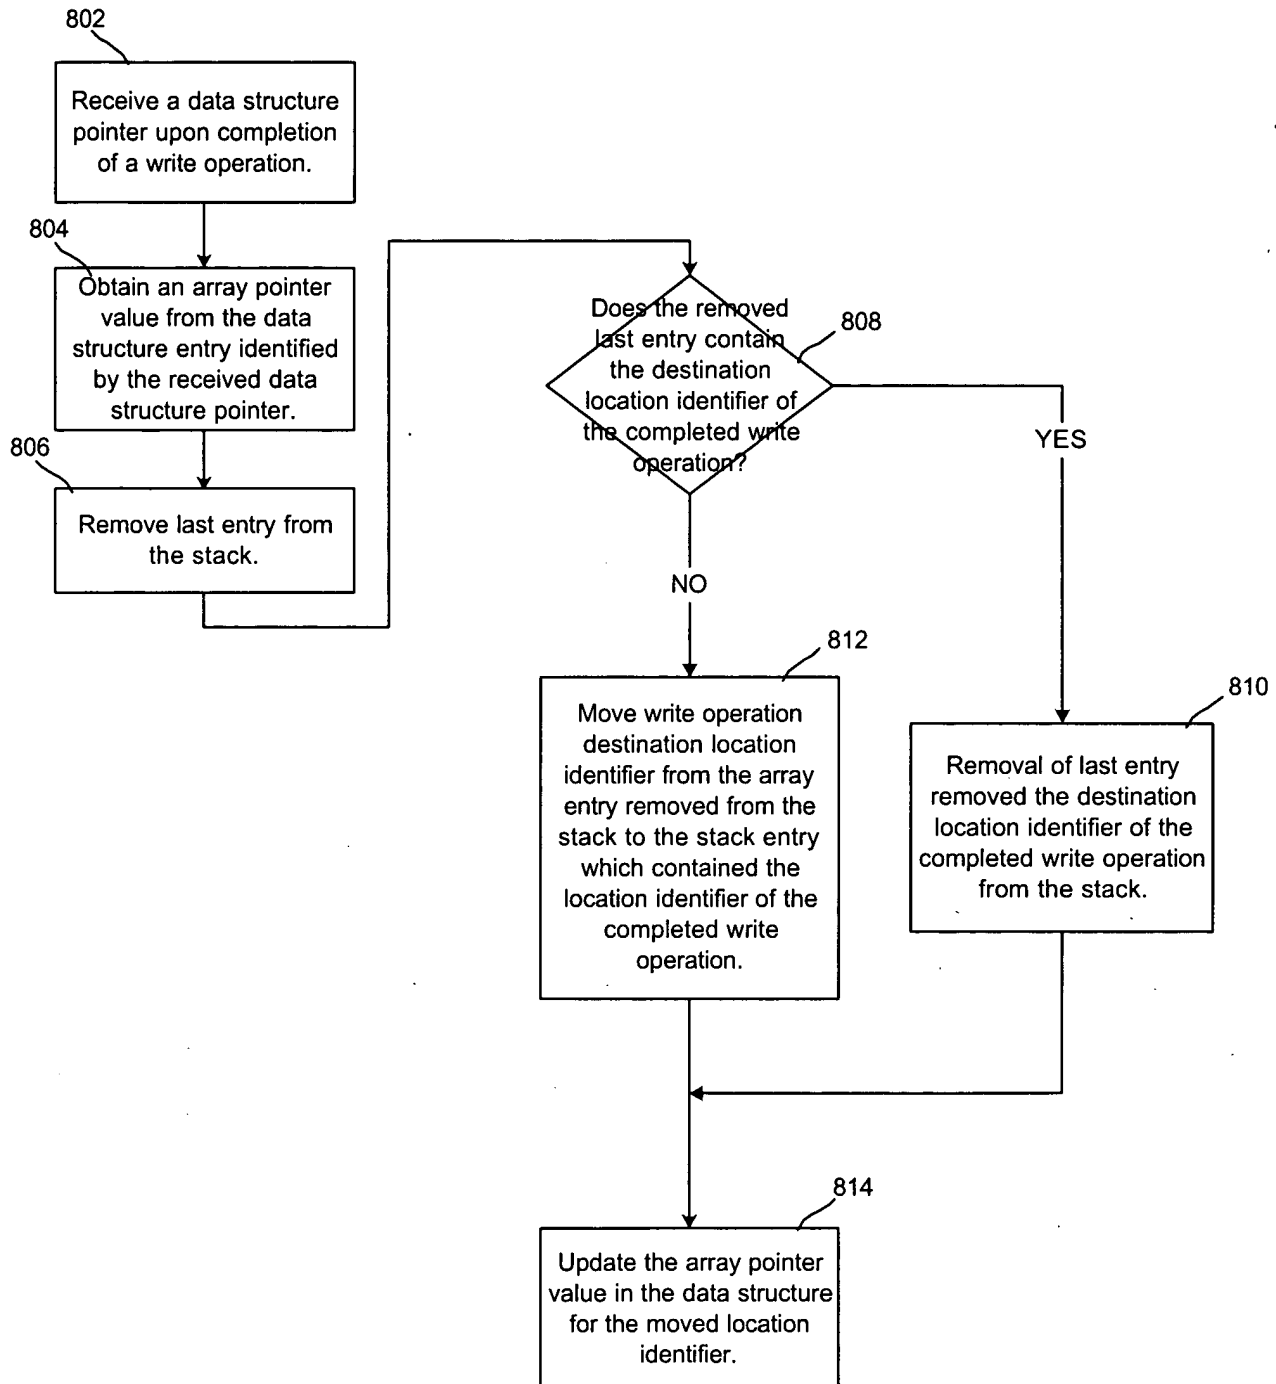 802
Receive a data structure
pointer upon completion
of a write operation.
804
Obtain an array pointer
value from the data
structure entry identified
by the received data
structure pointer.
806
Remove last entry from
the stack.
Does the removed
last entry contain
the destination
location identifier of
the completed write
operation?
808
YES
NO
812
Move write operation
destination location
identifier from the array
entry removed from the
stack to the stack entry
which contained the
location identifier of the
completed write
operation.
810
Removal of last entry
removed the destination
location identifier of the
completed write operation
from the stack.
814
Update the array pointer
value in the data structure
for the moved location
identifier.